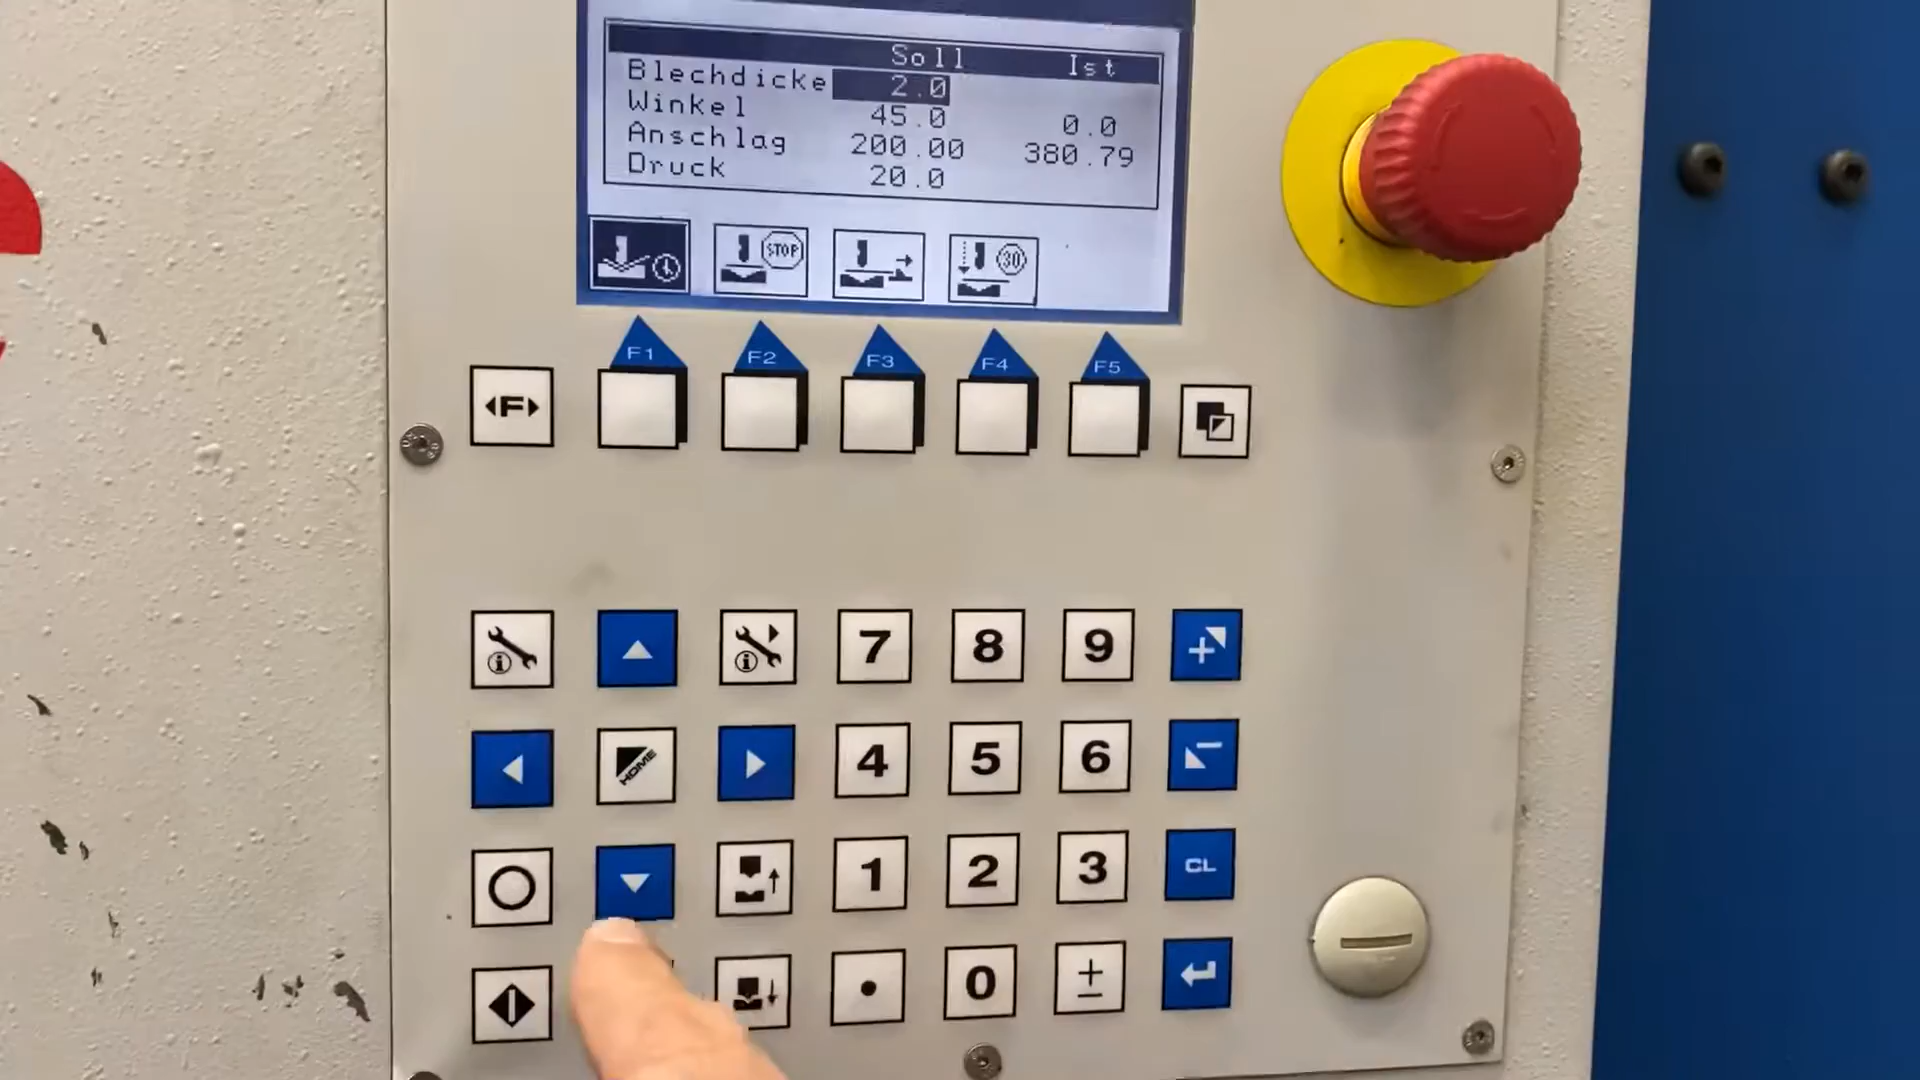 Soll Ist
Blechdicke 2.0
Winkel 45.0 0.0
Anschlag 200.00 380.79
Druck 20.0
STOP 30
F1 F2 F3 F4 F5
F
i i 7 8 9 +
HOME 4 5 6 −
1 2 3 CL
• 0 ±